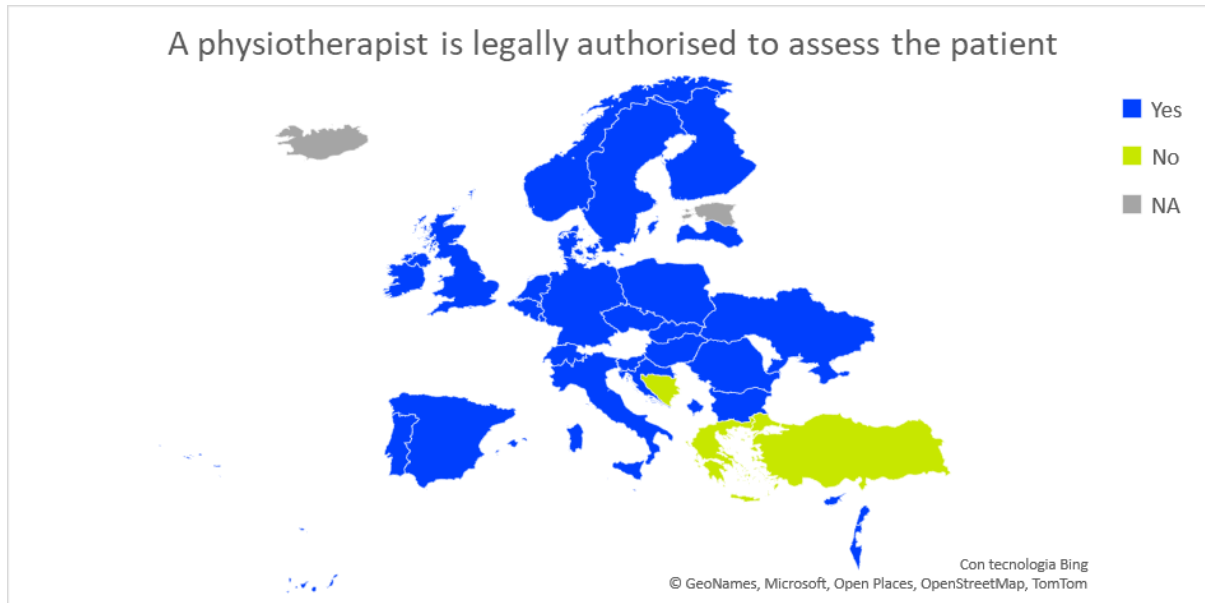 A physiotherapist is legally authorised to assess the patient
Yes
No
NA
Con tecnologia Bing
© GeoNames, Microsoft, Open Places, OpenStreetMap, TomTom